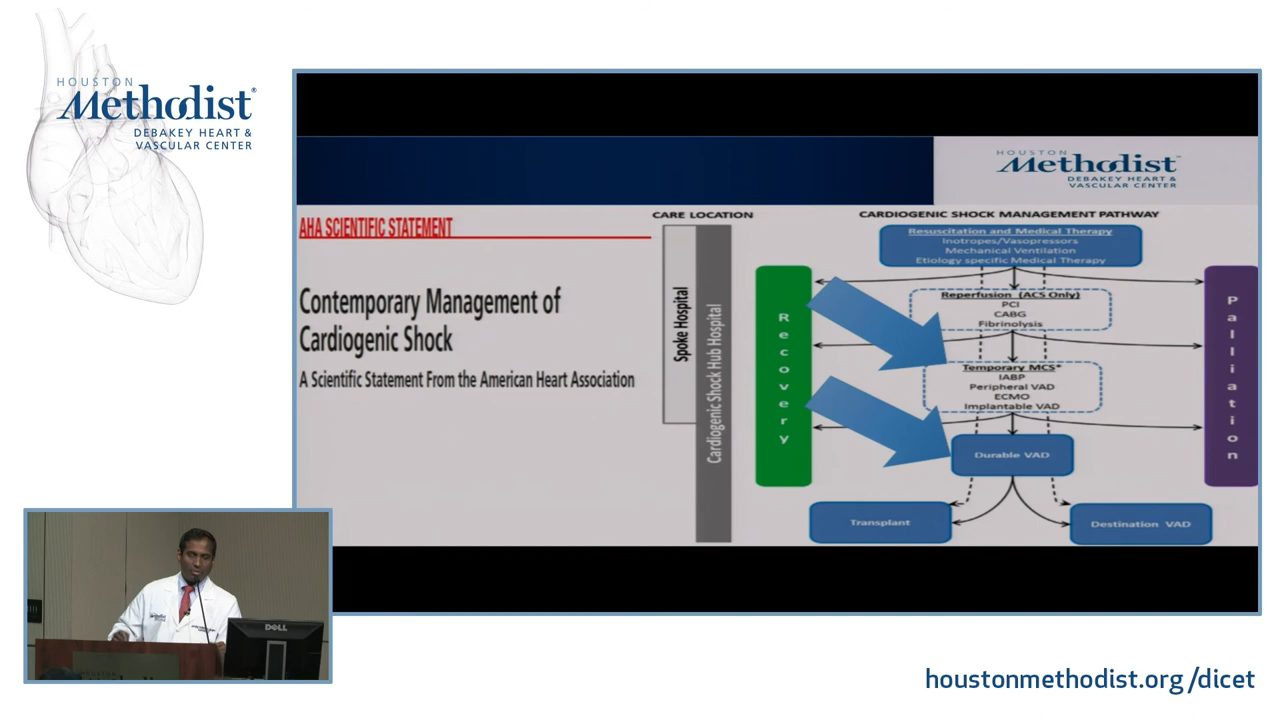 HOUSTON
Methodist®
DEBAKEY HEART &
VASCULAR CENTER
HOUSTON
Methodist
DEBAKEY HEART &
VASCULAR CENTER
AHA SCIENTIFIC STATEMENT
Contemporary Management of
Cardiogenic Shock
A Scientific Statement From the American Heart Association
CARE LOCATION
Spoke Hospital
Cardiogenic Shock Hub Hospital
CARDIOGENIC SHOCK MANAGEMENT PATHWAY
Resuscitation and Medical Therapy
Inotropes/Vasopressors
Mechanical Ventilation
Etiology specific Medical Therapy
Recovery
Reperfusion (ACS Only)
PCI
CABG
Fibrinolysis
Temporary MCS*
IABP
Peripheral VAD
ECMO
Implantable VAD
Palliation
Durable VAD
Transplant
Destination VAD
DELL
houstonmethodist.org/dicet